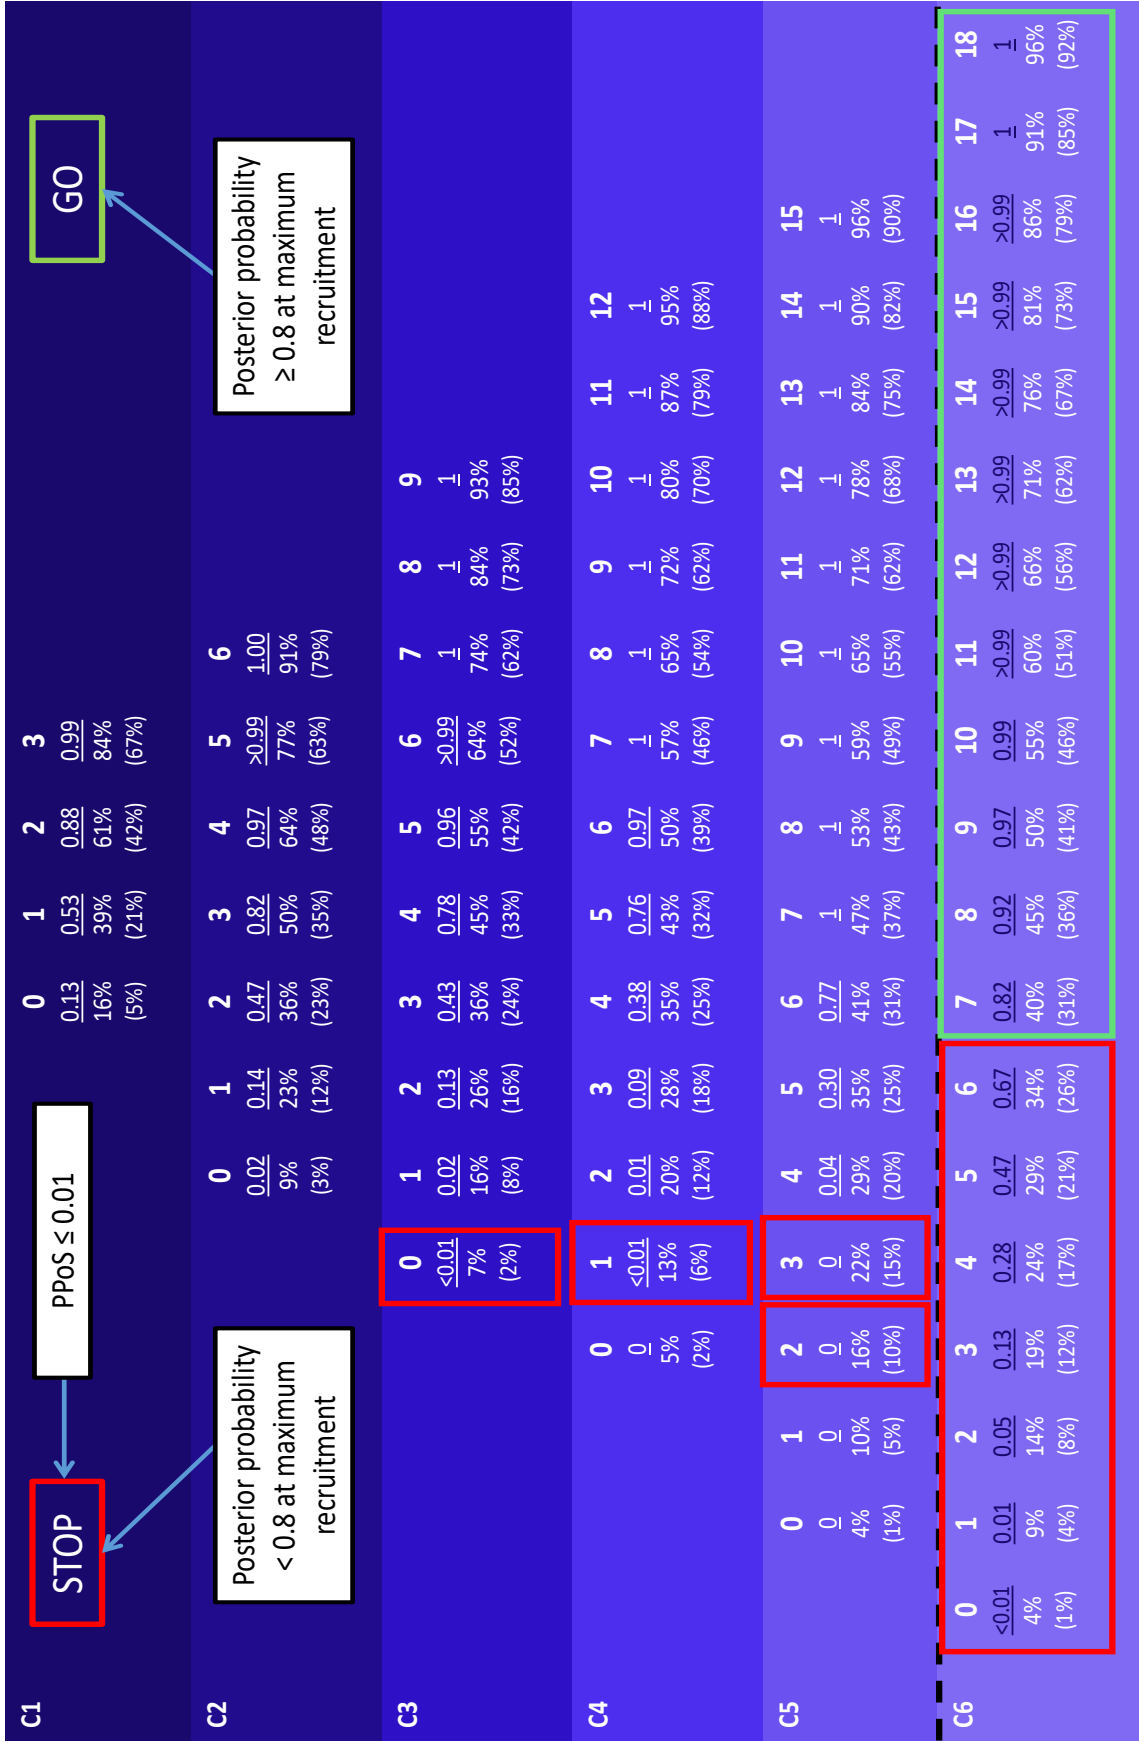 C1
STOP
PPoS ≤ 0.01
GO
0 1 2 3
0.13 0.53 0.88 0.99
16% 39% 61% 84%
(5%) (21%) (42%) (67%)
C2
Posterior probability
< 0.8 at maximum
recruitment
Posterior probability
≥ 0.8 at maximum
recruitment
0 1 2 3 4 5 6
0.02 0.14 0.47 0.82 0.97 >0.99 1.00
9% 23% 36% 50% 64% 77% 91%
(3%) (12%) (23%) (35%) (48%) (63%) (79%)
C3
0 1 2 3 4 5 6 7 8 9
<0.01 0.02 0.13 0.43 0.78 0.96 >0.99 1 1 1
7% 16% 26% 36% 45% 55% 64% 74% 84% 93%
(2%) (8%) (16%) (24%) (33%) (42%) (52%) (62%) (73%) (85%)
C4
0 1 2 3 4 5 6 7 8 9 10 11 12
0 <0.01 0.01 0.09 0.38 0.76 0.97 1 1 1 1 1 1
5% 13% 20% 28% 35% 43% 50% 57% 65% 72% 80% 87% 95%
(2%) (6%) (12%) (18%) (25%) (32%) (39%) (46%) (54%) (62%) (70%) (79%) (88%)
C5
0 1 2 3 4 5 6 7 8 9 10 11 12 13 14 15
0 0 0 0 0.04 0.30 0.77 1 1 1 1 1 1 1 1 1
4% 10% 16% 22% 29% 35% 41% 47% 53% 59% 65% 71% 78% 84% 90% 96%
(1%) (5%) (10%) (15%) (20%) (25%) (31%) (37%) (43%) (49%) (55%) (62%) (68%) (75%) (82%) (90%)
C6
0 1 2 3 4 5 6 7 8 9 10 11 12 13 14 15 16 17 18
<0.01 0.01 0.05 0.13 0.28 0.47 0.67 0.82 0.92 0.97 0.99 >0.99 >0.99 >0.99 >0.99 >0.99 >0.99 1 1
4% 9% 14% 19% 24% 29% 34% 40% 45% 50% 55% 60% 66% 71% 76% 81% 86% 91% 96%
(1%) (4%) (8%) (12%) (17%) (21%) (26%) (31%) (36%) (41%) (46%) (51%) (56%) (62%) (67%) (73%) (79%) (85%) (92%)